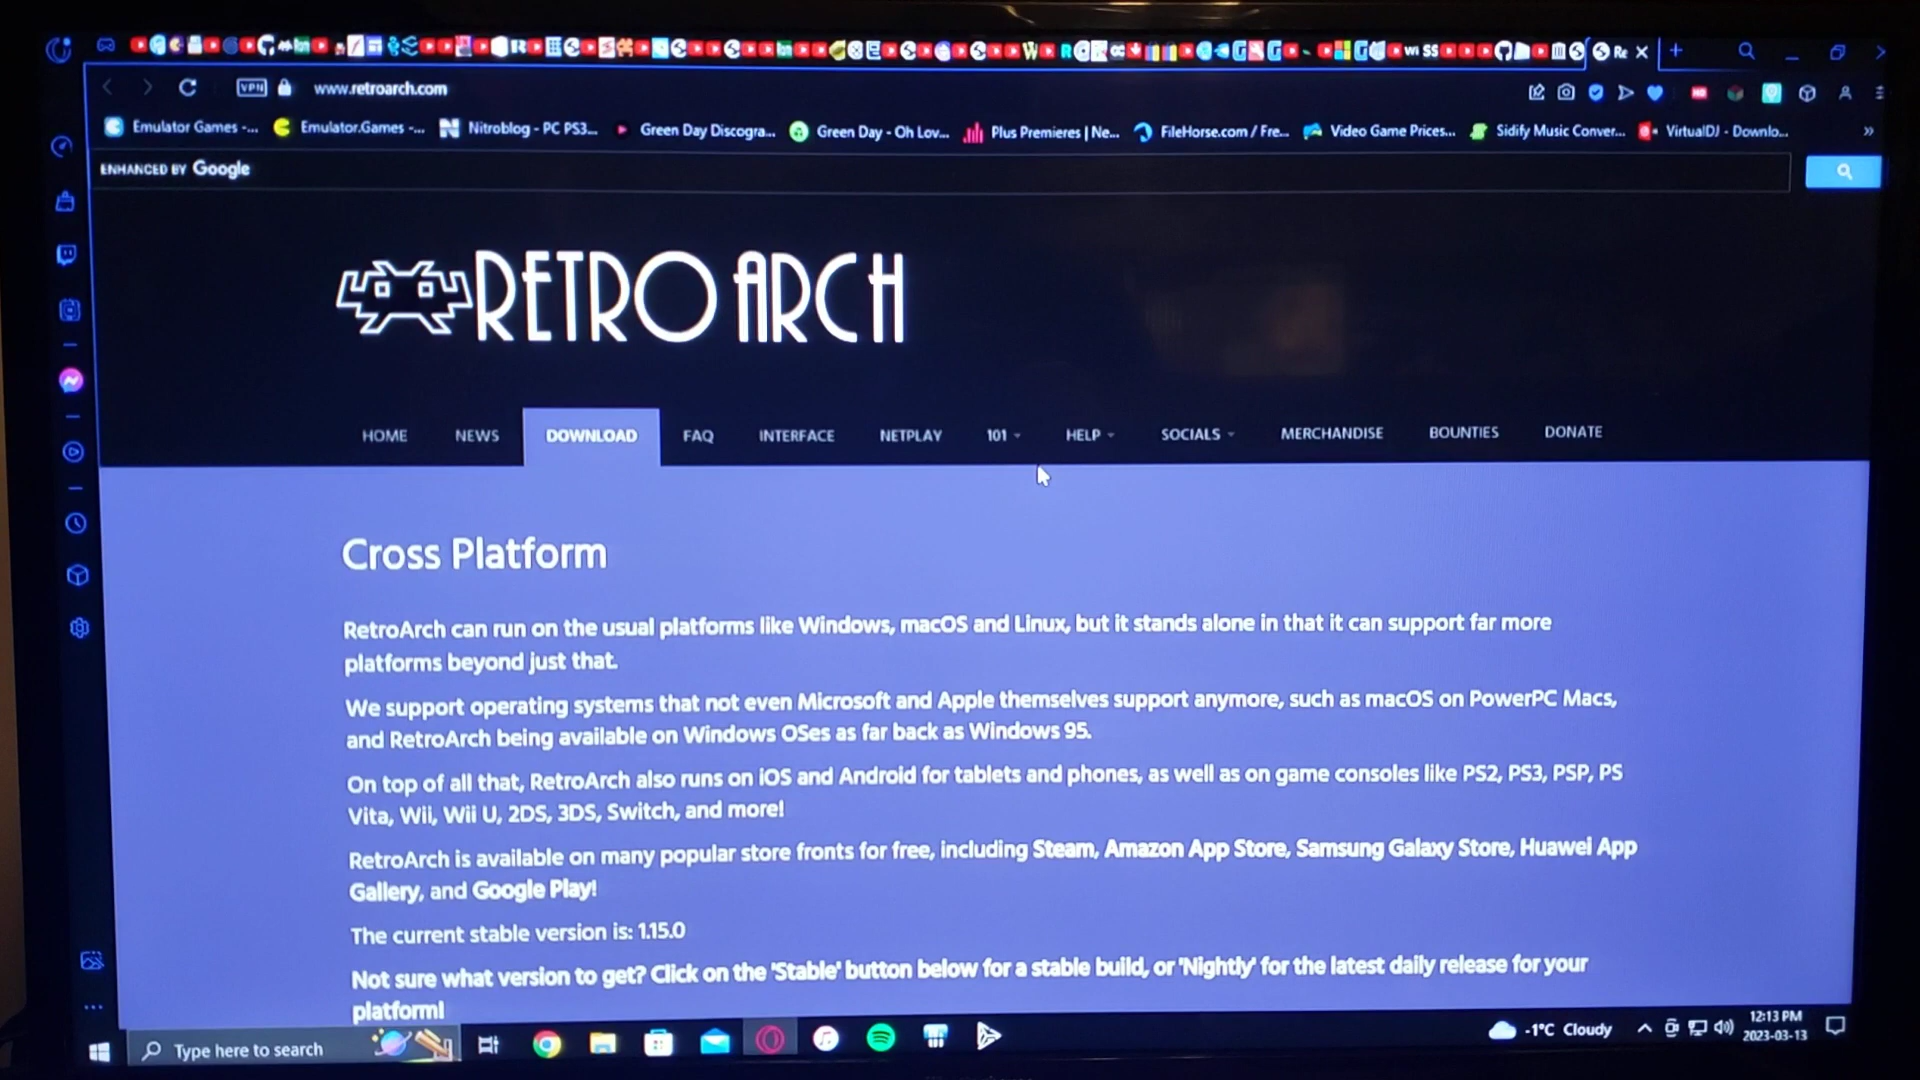 Re
VPN
www.retroarch.com
Emulator Games -...
Emulator.Games -...
Nitroblog - PC PS3...
Green Day Discogra...
Green Day - Oh Lov...
Plus Premieres | Ne...
FileHorse.com / Fre...
Video Game Prices...
Sidify Music Conver...
VirtualDJ - Downlo...
»
ENHANCED BY Google
RETROARCH
HOME NEWS DOWNLOAD FAQ INTERFACE NETPLAY 101 HELP SOCIALS MERCHANDISE BOUNTIES DONATE
Cross Platform
RetroArch can run on the usual platforms like Windows, macOS and Linux, but it stands alone in that it can support far more
platforms beyond just that.
We support operating systems that not even Microsoft and Apple themselves support anymore, such as macOS on PowerPC Macs,
and RetroArch being available on Windows OSes as far back as Windows 95.
On top of all that, RetroArch also runs on iOS and Android for tablets and phones, as well as on game consoles like PS2, PS3, PSP, PS
Vita, Wii, Wii U, 2DS, 3DS, Switch, and more!
RetroArch is available on many popular store fronts for free, including Steam, Amazon App Store, Samsung Galaxy Store, Huawei App
Gallery, and Google Play!
The current stable version is: 1.15.0
Not sure what version to get? Click on the 'Stable' button below for a stable build, or 'Nightly' for the latest daily release for your
platform!
Type here to search
-1°C Cloudy
12:13 PM
2023-03-13